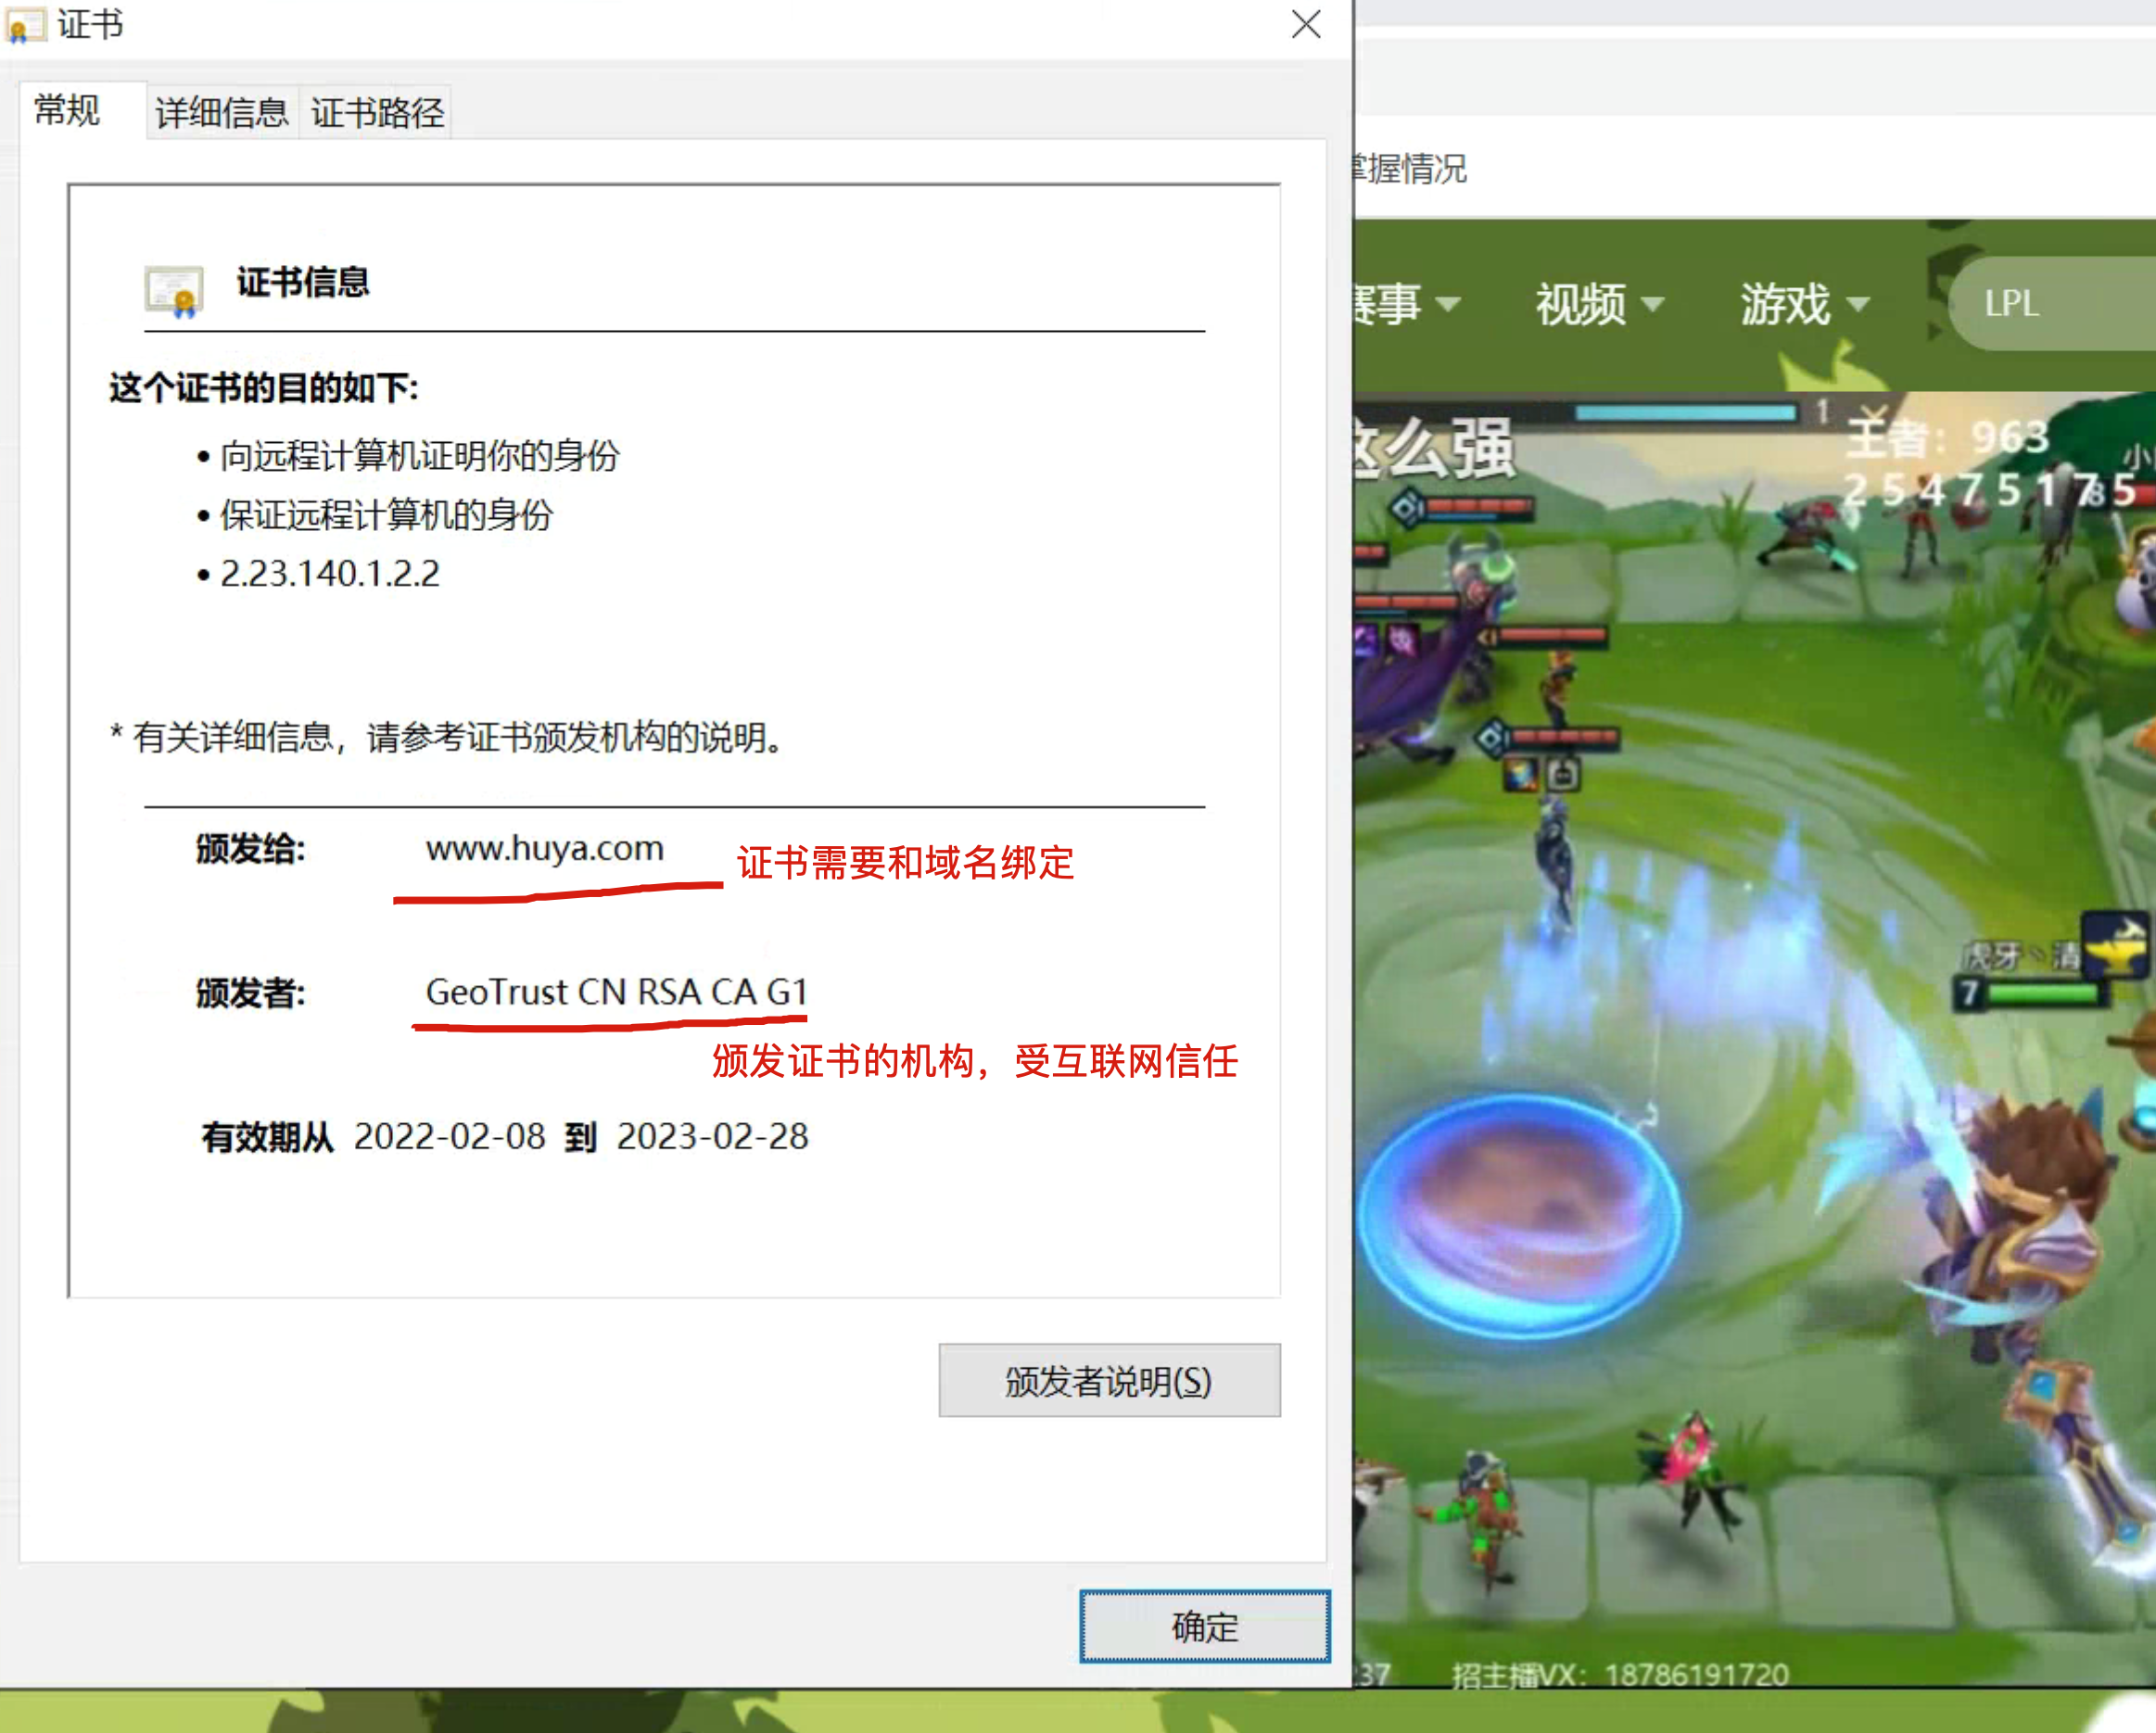 证书
常规
详细信息
证书路径
掌握情况
证书信息
赛事
视频
游戏
LPL
这个证书的目的如下:
1
这么强
王者：963
小
25475178
5
• 向远程计算机证明你的身份
• 保证远程计算机的身份
• 2.23.140.1.2.2
* 有关详细信息，请参考证书颁发机构的说明。
颁发给: www.huya.com
证书需要和域名绑定
虎牙丶清
7
颁发者: GeoTrust CN RSA CA G1
颁发证书的机构，受互联网信任
有效期从 2022-02-08 到 2023-02-28
颁发者说明(S)
确定
37
招主播VX：18786191720